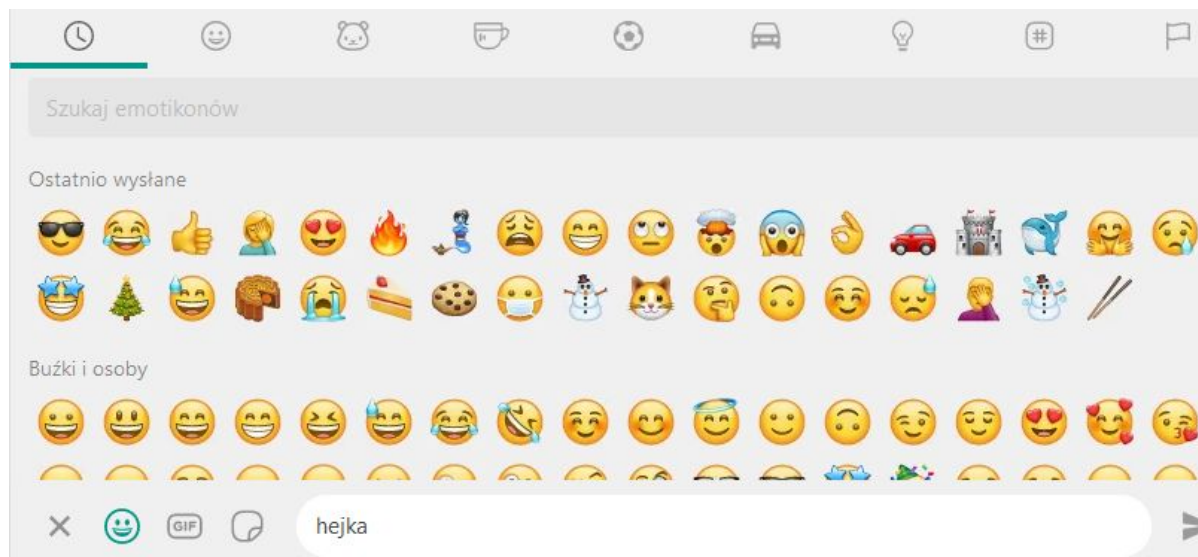 Szukaj emotikonów
Ostatnio wysłane
Buźki i osoby
GIF
hejka